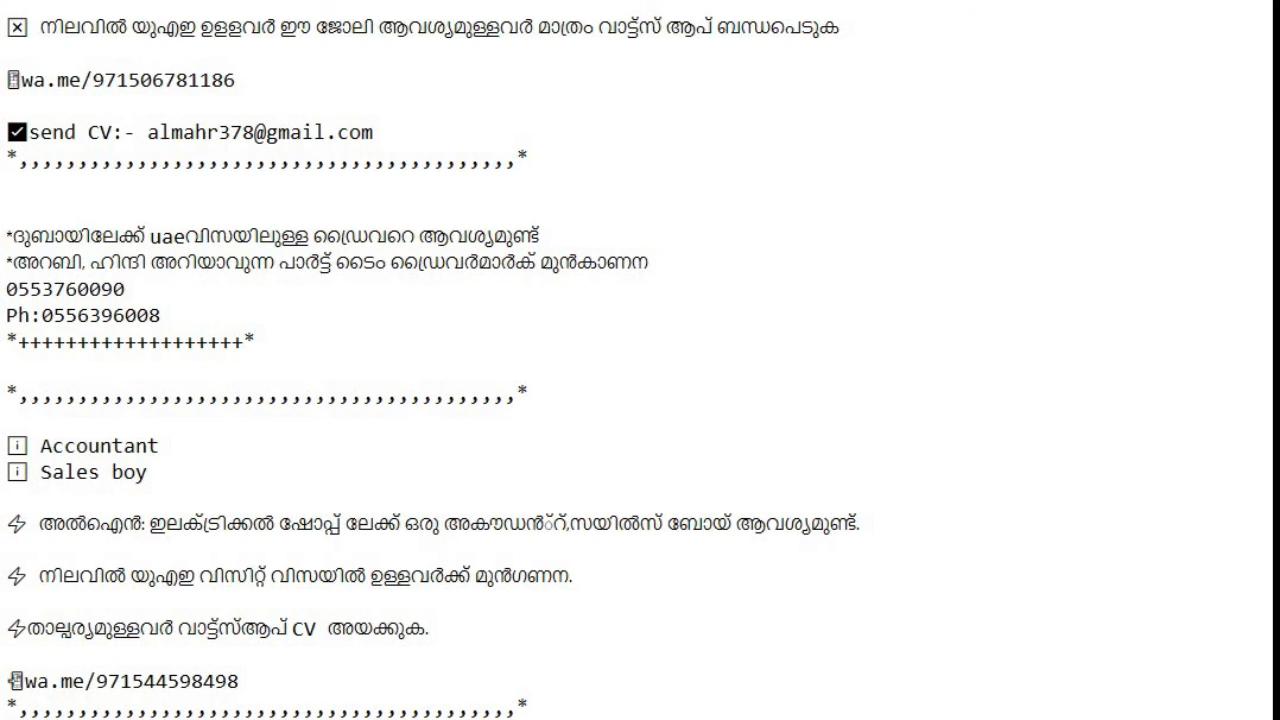 ☒ നിലവിൽ യുഎഇ ഉളളവർ ഈ ജോലി ആവശ്യമുള്ളവർ മാത്രം വാട്ട്സ് ആപ് ബന്ധപെടുക
wa.me/971506781186
☑send CV:- almahr378@gmail.com
*,,,,,,,,,,,,,,,,,,,,,,,,,,,,,,,,,,,,,,,,,,*
*ദുബായിലേക്ക് uaeവിസയിലുള്ള ഡ്രൈവറെ ആവശ്യമുണ്ട്
*അറബി, ഹിന്ദി അറിയാവുന്ന പാർട്ട് ടൈം ഡ്രൈവർമാർക് മുൻകാണന
0553760090
Ph:0556396008
*+++++++++++++++++++*
*,,,,,,,,,,,,,,,,,,,,,,,,,,,,,,,,,,,,,,,,,,*
ℹ Accountant
ℹ Sales boy
⚡ അൽഐൻ: ഇലക്ട്രിക്കൽ ഷോപ്പ് ലേക്ക് ഒരു അകൗഡൻ്റ്,സയിൽസ് ബോയ് ആവശ്യമുണ്ട്.
⚡ നിലവിൽ യുഎഇ വിസിറ്റ് വിസയിൽ ഉള്ളവർക്ക് മുൻഗണന.
⚡താല്പര്യമുള്ളവർ വാട്ട്സ്ആപ് CV അയക്കുക.
wa.me/971544598498
*,,,,,,,,,,,,,,,,,,,,,,,,,,,,,,,,,,,,,,,,,,*